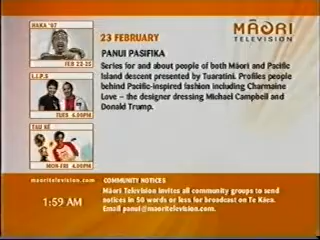 HAKA '07
FEB 22-25
L.I.P.S
TUES 6.00PM
TAU KÉ
MON-FRI 6.00PM
MĀORI
TELEVISION
23 FEBRUARY
PANUI PASIFIKA
Series for and about people of both Māori and Pacific
Island descent presented by Tuaratini. Profiles people
behind Pacific-inspired fashion including Charmaine
Love – the designer dressing Michael Campbell and
Donald Trump.
maoritelevision.com
COMMUNITY NOTICES
1:59 AM
Māori Television invites all community groups to send
notices in 50 words or less for broadcast on Te Kāea.
Email panui@maoritelevision.com.